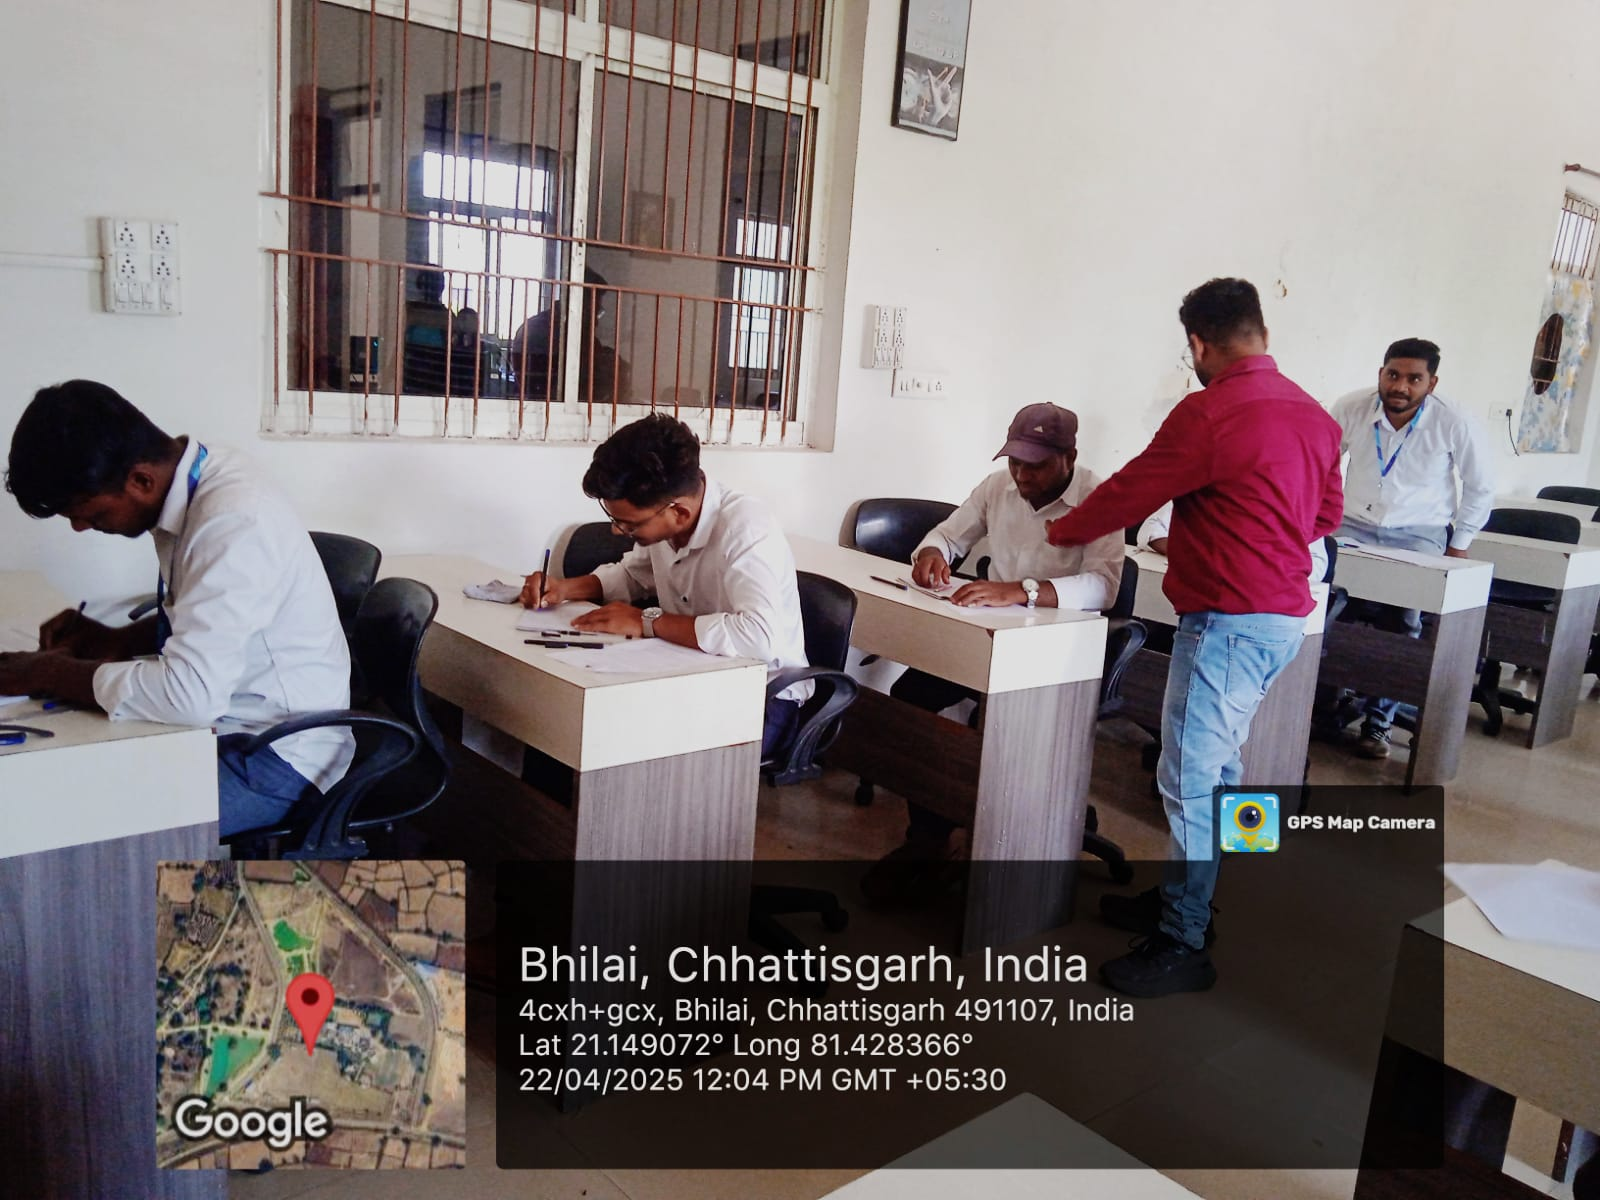 GPS Map Camera
Bhilai, Chhattisgarh, India
4cxh+gcx, Bhilai, Chhattisgarh 491107, India
Lat 21.149072° Long 81.428366°
22/04/2025 12:04 PM GMT +05:30
Google